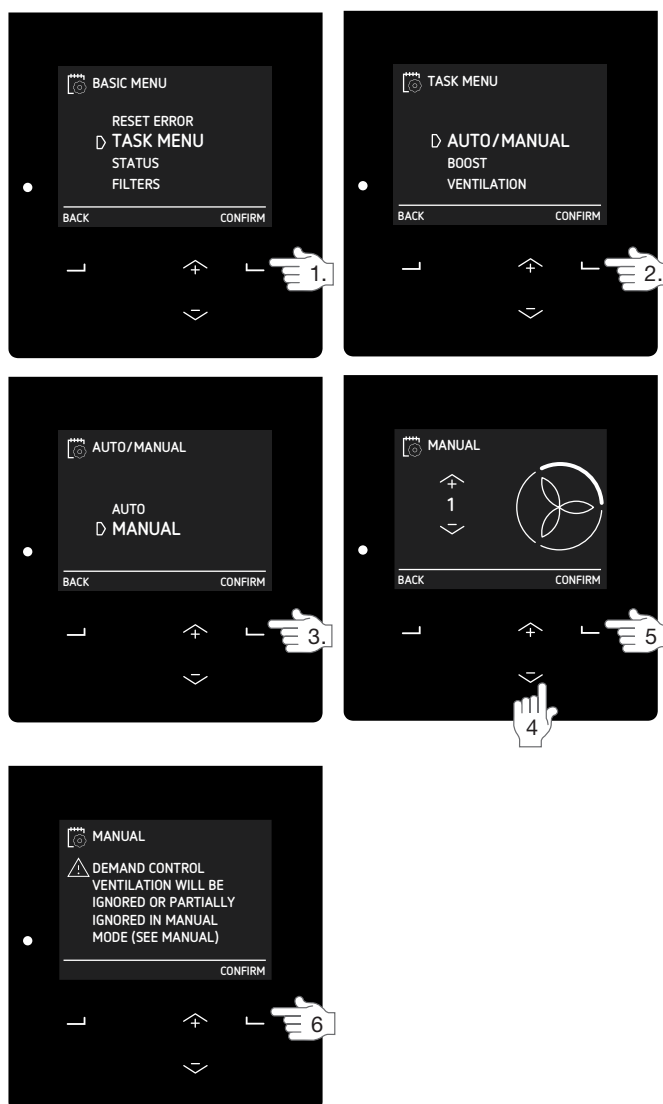 BASIC MENU
RESET ERROR
TASK MENU
STATUS
FILTERS
BACK CONFIRM
1.
TASK MENU
AUTO/MANUAL
BOOST
VENTILATION
BACK CONFIRM
2.
AUTO/MANUAL
AUTO
MANUAL
BACK CONFIRM
3.
MANUAL
1
BACK CONFIRM
5
4
MANUAL
DEMAND CONTROL
VENTILATION WILL BE
IGNORED OR PARTIALLY
IGNORED IN MANUAL
MODE (SEE MANUAL)
CONFIRM
6